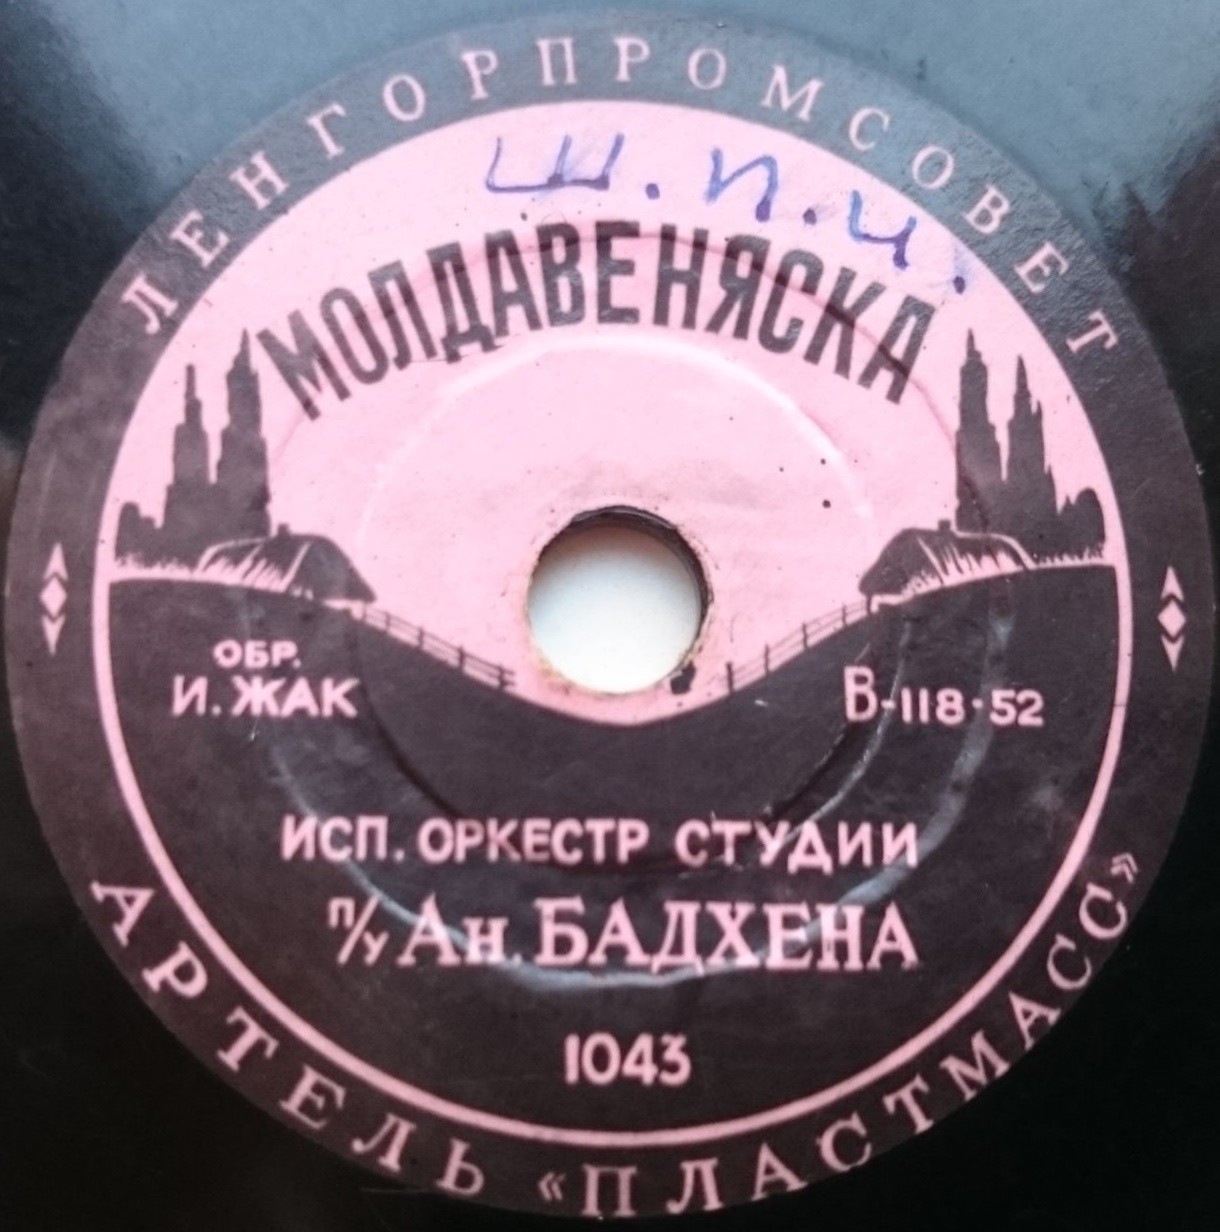 ЛЕНГОРПРОМСОВЕТ
Ш.П.И.
МОЛДАВЕНЯСКА
ОБР.
И. ЖАК
В-118-52
ИСП. ОРКЕСТР СТУДИИ
П/У АН. БАДХЕНА
1043
АРТЕЛЬ «ПЛАСТМАСС»